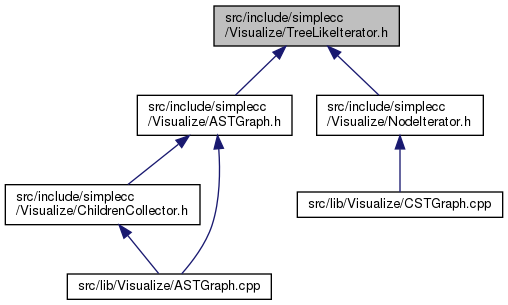 src/include/simplecc
/Visualize/TreeLikeIterator.h
src/include/simplecc
/Visualize/ASTGraph.h
src/include/simplecc
/Visualize/NodeIterator.h
src/include/simplecc
/Visualize/ChildrenCollector.h
src/lib/Visualize/CSTGraph.cpp
src/lib/Visualize/ASTGraph.cpp